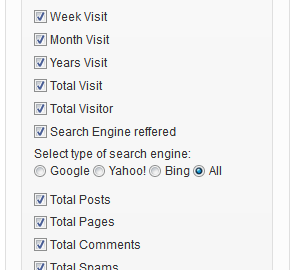 Week Visit
Month Visit
Years Visit
Total Visit
Total Visitor
Search Engine reffered
Select type of search engine:
Google Yahoo! Bing All
Total Posts
Total Pages
Total Comments
Total Spams